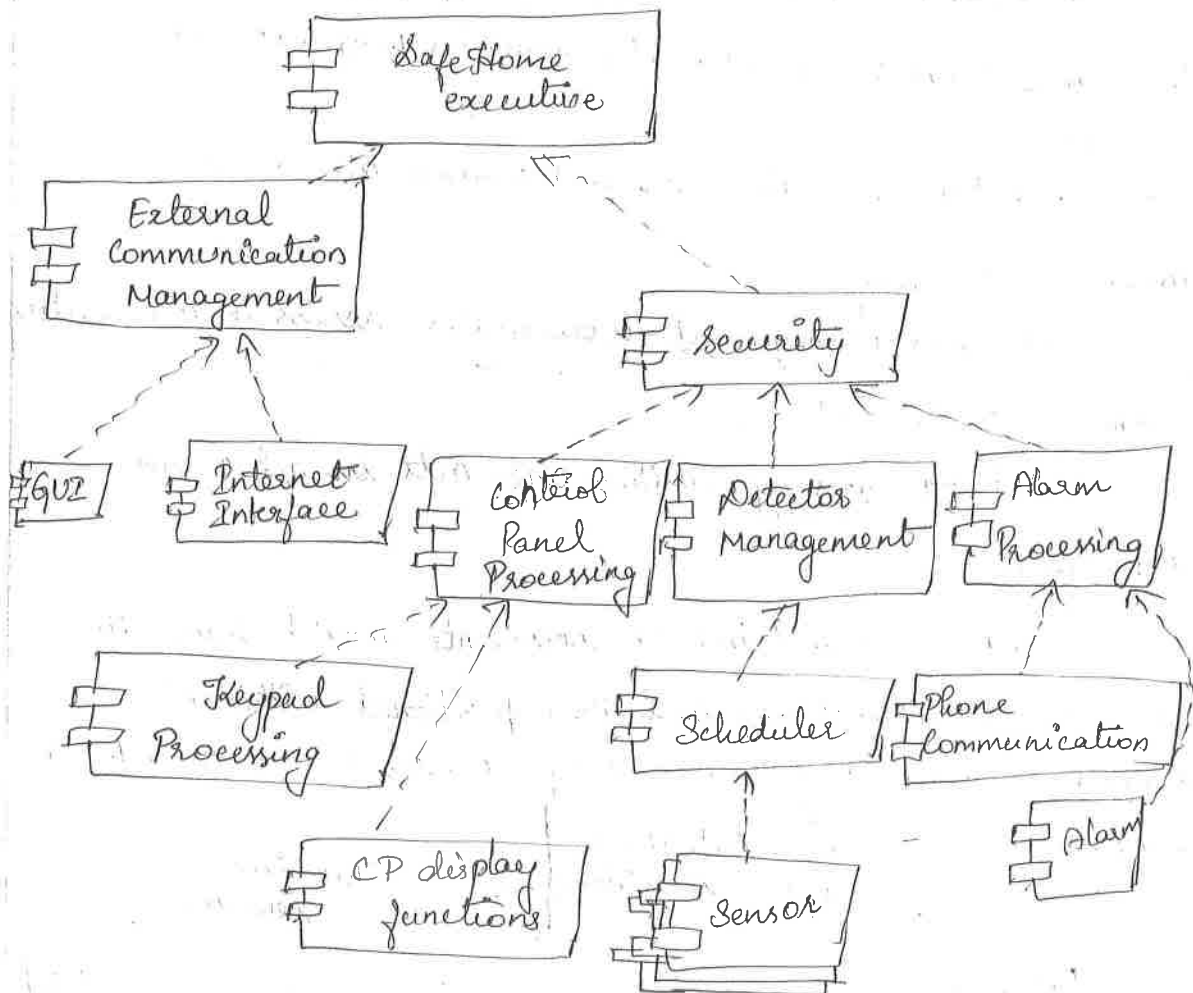 SafeHome
executive
External
Communication
Management
Security
GUI
Internet
Interface
Control
Panel
Processing
Detector
Management
Alarm
Processing
Keypad
Processing
Scheduler
Phone
Communication
Alarm
CP display
functions
Sensor